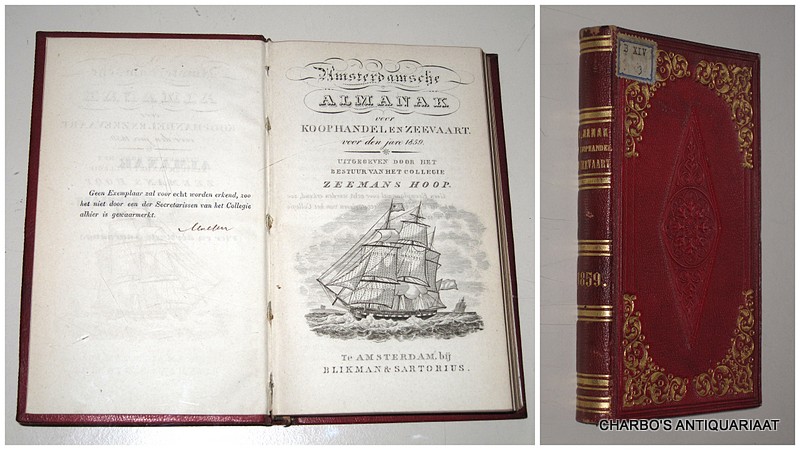 Geen Exemplaar zal voor echt worden erkend, zoo
het niet door een der Secretarissen van het Collegie
alhier is gewaarmerkt.
Amsterdamsche
ALMANAK
voor
KOOPHANDEL EN ZEEVAART.
voor den jare 1859.
UITGEGEVEN DOOR HET
BESTUUR VAN HET COLLEGIE
ZEEMANS HOOP.
Te AMSTERDAM, bij
BLIKMAN & SARTORIUS.
B XIV
ALMANAK
KOOPHANDEL
ZEEVAART
1859.
CHARBO'S ANTIQUARIAAT